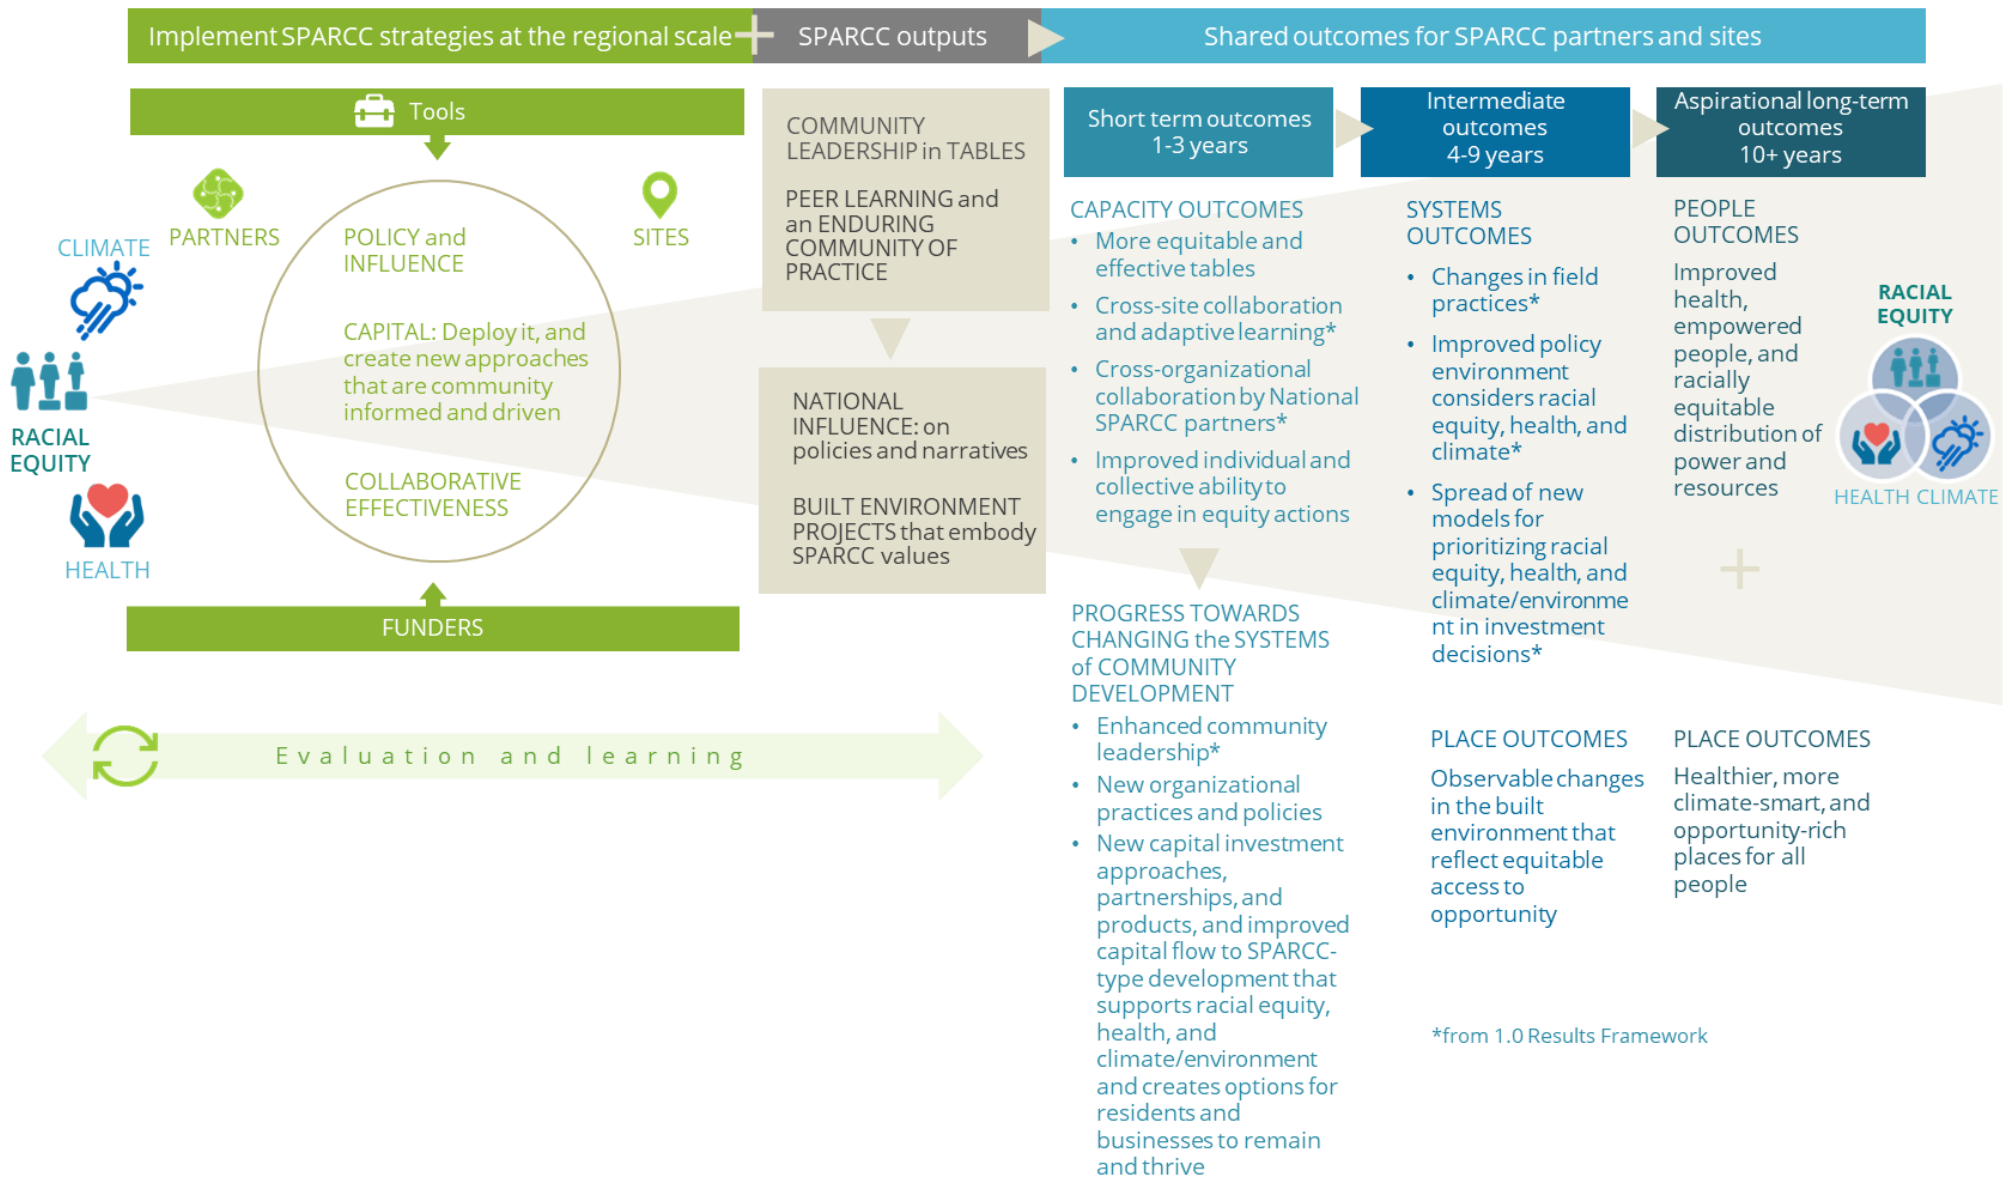 Implement SPARCC strategies at the regional scale
SPARCC outputs
Shared outcomes for SPARCC partners and sites
Tools
PARTNERS
SITES
CLIMATE
RACIAL
EQUITY
HEALTH
POLICY and
INFLUENCE
CAPITAL: Deploy it, and
create new approaches
that are community
informed and driven
COLLABORATIVE
EFFECTIVENESS
FUNDERS
Evaluation and learning
COMMUNITY
LEADERSHIP in TABLES
PEER LEARNING and
an ENDURING
COMMUNITY OF
PRACTICE
NATIONAL
INFLUENCE: on
policies and narratives
BUILT ENVIRONMENT
PROJECTS that embody
SPARCC values
Short term outcomes
1-3 years
CAPACITY OUTCOMES
• More equitable and
effective tables
• Cross-site collaboration
and adaptive learning*
• Cross-organizational
collaboration by National
SPARCC partners*
• Improved individual and
collective ability to
engage in equity actions
PROGRESS TOWARDS
CHANGING the SYSTEMS
of COMMUNITY
DEVELOPMENT
• Enhanced community
leadership*
• New organizational
practices and policies
• New capital investment
approaches,
partnerships, and
products, and improved
capital flow to SPARCC-
type development that
supports racial equity,
health, and
climate/environment
and creates options for
residents and
businesses to remain
and thrive
Intermediate
outcomes
4-9 years
SYSTEMS
OUTCOMES
• Changes in field
practices*
• Improved policy
environment
considers racial
equity, health, and
climate*
• Spread of new
models for
prioritizing racial
equity, health, and
climate/environme
nt in investment
decisions*
PLACE OUTCOMES
Observable changes
in the built
environment that
reflect equitable
access to
opportunity
Aspirational long-term
outcomes
10+ years
PEOPLE
OUTCOMES
Improved
health,
empowered
people, and
racially
equitable
distribution of
power and
resources
RACIAL
EQUITY
HEALTH CLIMATE
PLACE OUTCOMES
Healthier, more
climate-smart, and
opportunity-rich
places for all
people
*from 1.0 Results Framework